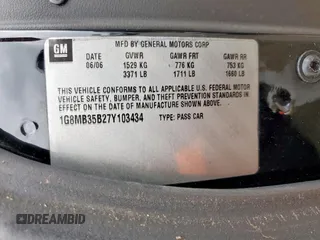 GM
MFD BY GENERAL MOTORS CORP
DATE GVWR GAWR FRT GAWR RR
06/06 1529 KG 776 KG 753 KG
3371 LB 1711 LB 1660 LB
THIS VEHICLE CONFORMS TO ALL APPLICABLE U.S. FEDERAL MOTOR
VEHICLE SAFETY, BUMPER, AND THEFT PREVENTION STANDARDS IN
EFFECT ON THE DATE OF MANUFACTURE SHOWN ABOVE.
1G8MB35B27Y103434 TYPE: PASS CAR
DREAMBID